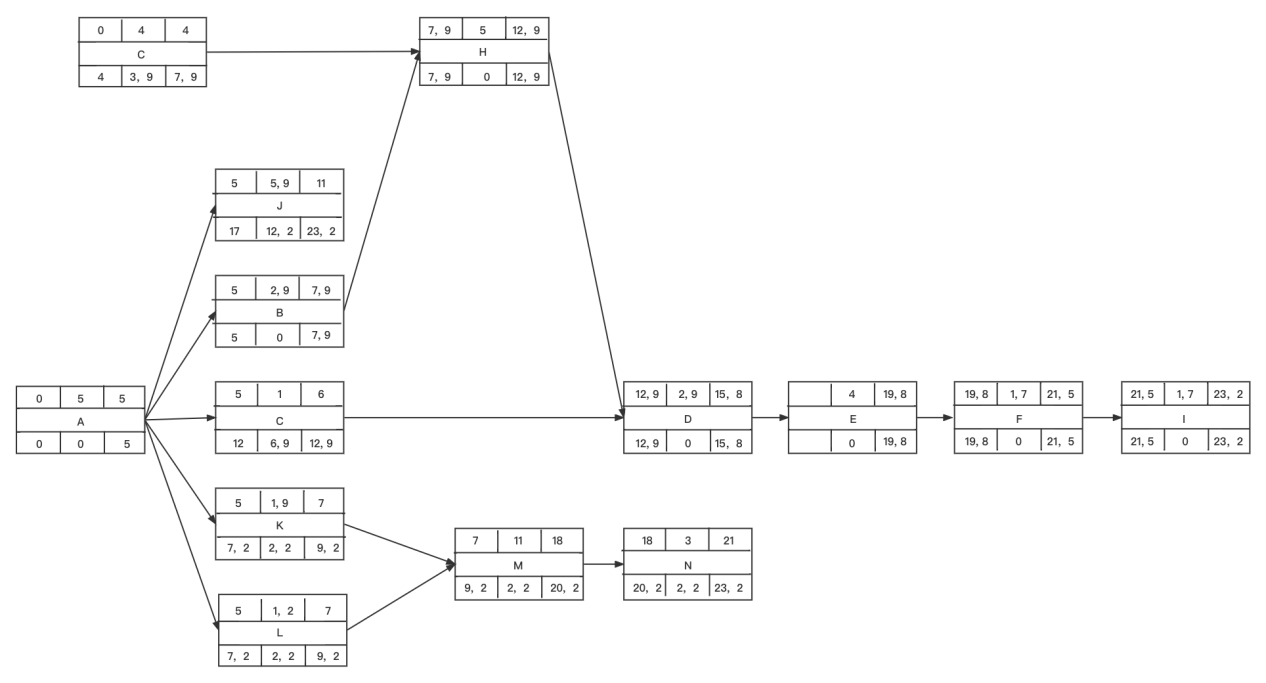 0 4 4
C
4 3, 9 7, 9
7, 9 5 12, 9
H
7, 9 0 12, 9
5 5, 9 11
J
17 12, 2 23, 2
5 2, 9 7, 9
B
5 0 7, 9
0 5 5
A
0 0 5
5 1 6
C
12 6, 9 12, 9
12, 9 2, 9 15, 8
D
12, 9 0 15, 8
4 19, 8
E
0 19, 8
19, 8 1, 7 21, 5
F
19, 8 0 21, 5
21, 5 1, 7 23, 2
I
21, 5 0 23, 2
5 1, 9 7
K
7, 2 2, 2 9, 2
7 11 18
M
9, 2 2, 2 20, 2
18 3 21
N
20, 2 2, 2 23, 2
5 1, 2 7
L
7, 2 2, 2 9, 2